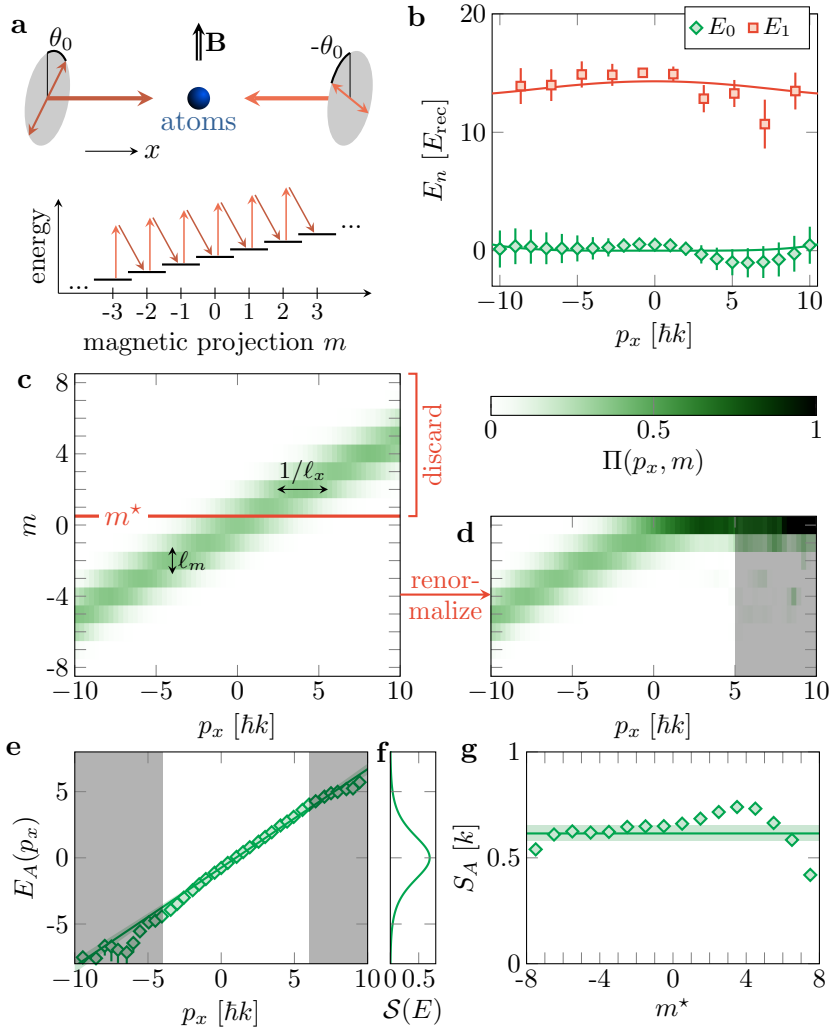 a
θ0
B
-θ0
atoms
x
energy
...
...
-3 -2 -1 0 1 2 3
magnetic projection m
b
E0 E1
20
10
0
En [Erec]
−10 −5 0 5 10
px [ħk]
c
8
4
0
-4
-8
m
m⋆
1/ℓx
ℓm
discard
−10 −5 0 5 10
px [ħk]
0 0.5 1
Π(px, m)
renor-
malize
d
−10 −5 0 5 10
px [ħk]
e
5
0
-5
EA(px)
−10 −5 0 5 10
px [ħk]
f
0 0.5
S(E)
g
1
0.5
0
SA [k]
-8 -4 0 4 8
m⋆